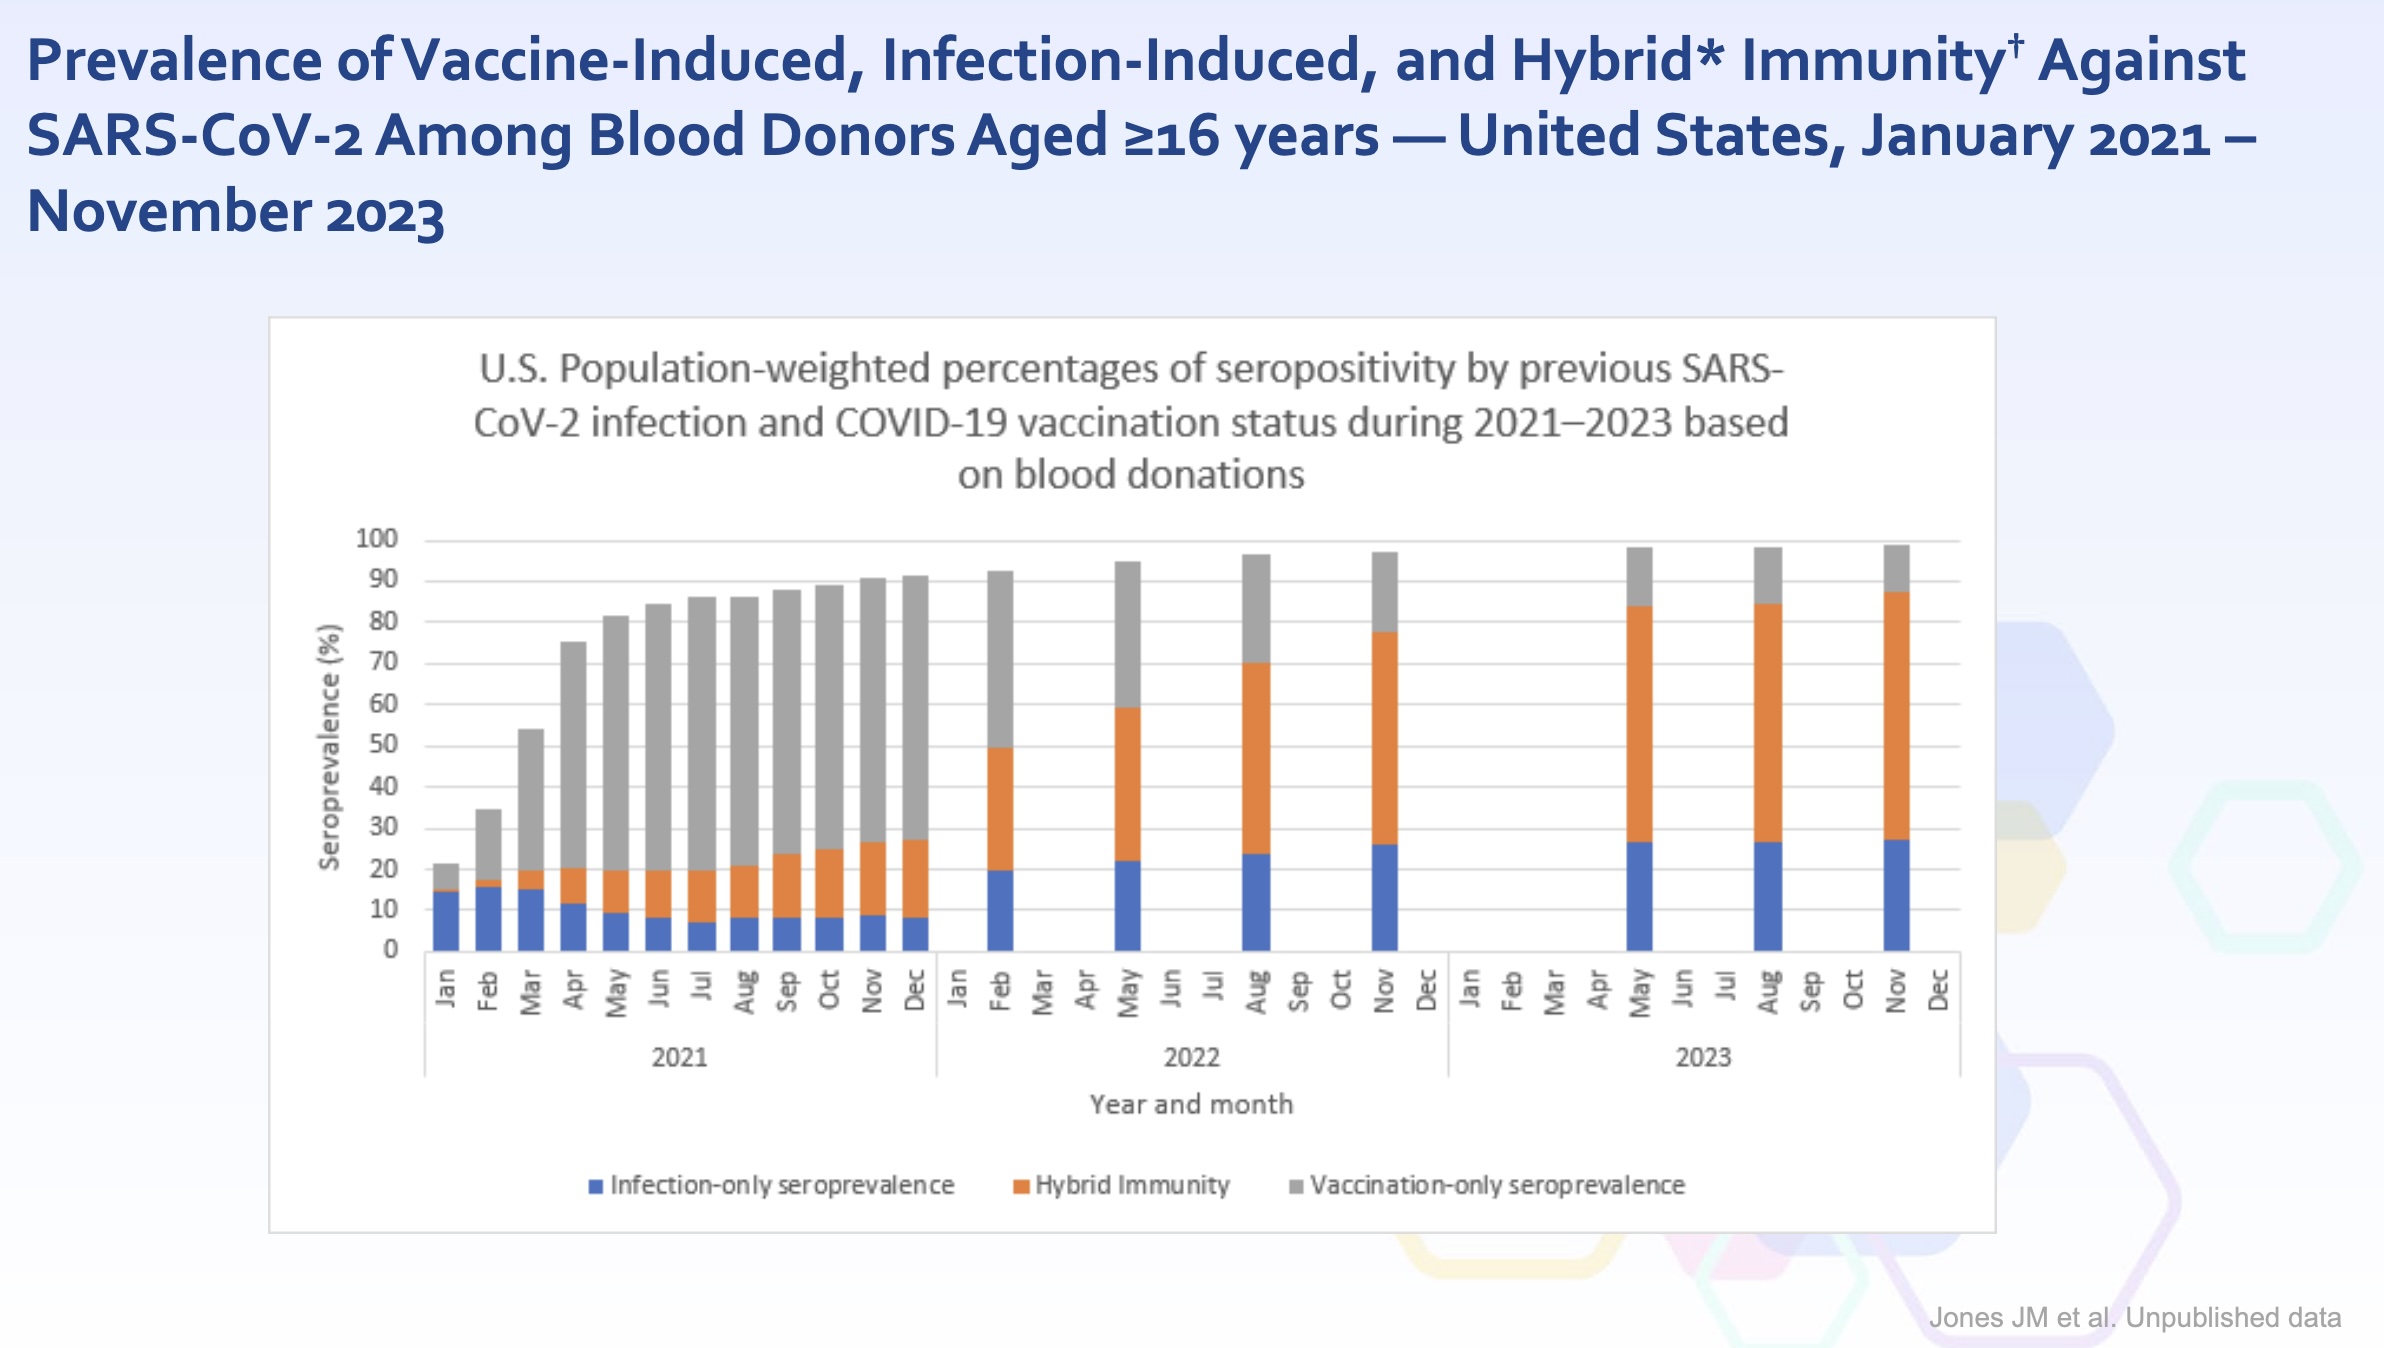 Prevalence of Vaccine-Induced, Infection-Induced, and Hybrid* Immunity† Against
SARS-CoV-2 Among Blood Donors Aged ≥16 years — United States, January 2021 –
November 2023
U.S. Population-weighted percentages of seropositivity by previous SARS-
CoV-2 infection and COVID-19 vaccination status during 2021–2023 based
on blood donations
Seroprevalence (%)
100
90
80
70
60
50
40
30
20
10
0
Jan Feb Mar Apr May Jun Jul Aug Sep Oct Nov Dec Jan Feb Mar Apr May Jun Jul Aug Sep Oct Nov Dec Jan Feb Mar Apr May Jun Jul Aug Sep Oct Nov Dec
2021 2022 2023
Year and month
Infection-only seroprevalence Hybrid Immunity Vaccination-only seroprevalence
Jones JM et al. Unpublished data